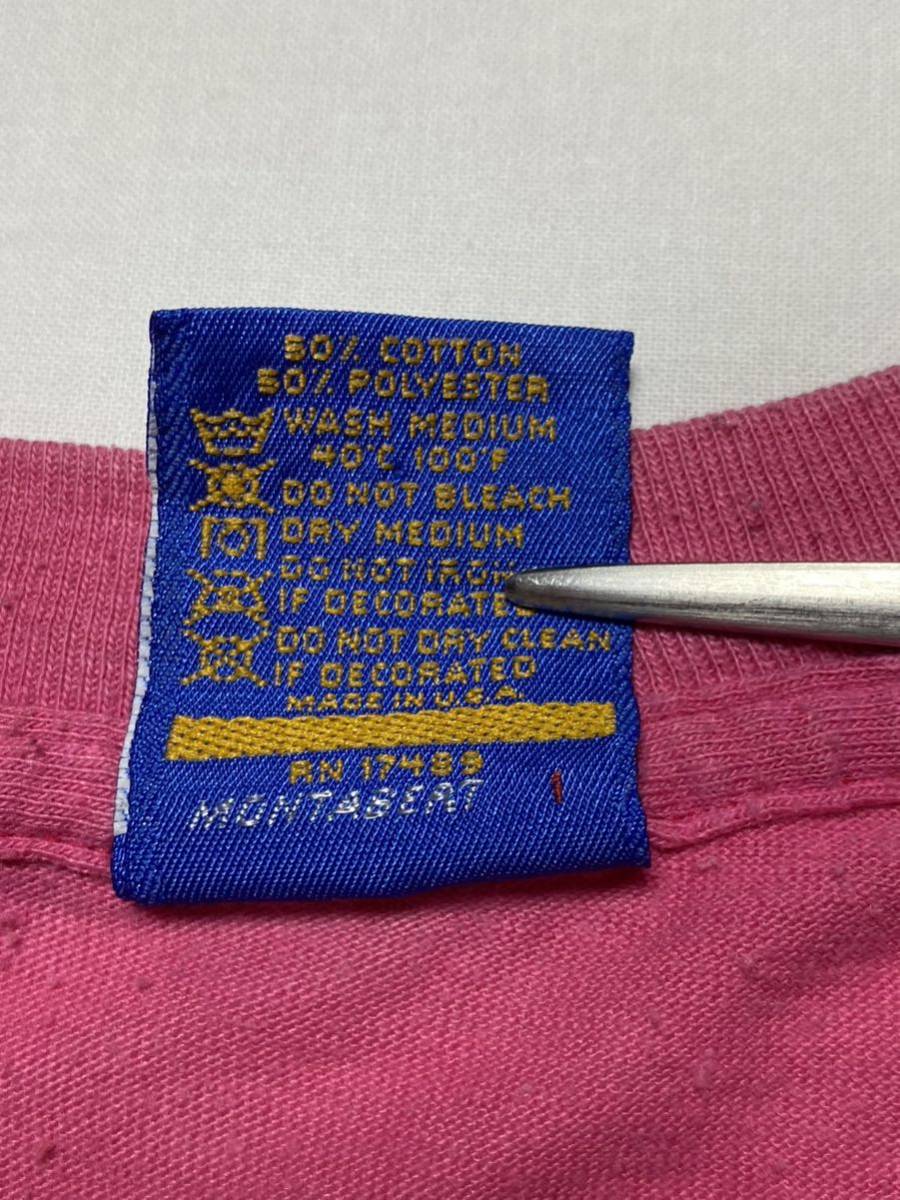 50% COTTON
50% POLYESTER
WASH MEDIUM
40°C 100°F
DO NOT BLEACH
DRY MEDIUM
DO NOT IRON
IF DECORATED
DO NOT DRY CLEAN
IF DECORATED
MADE IN U.S.A.
RN 17489
MONTABERT
1